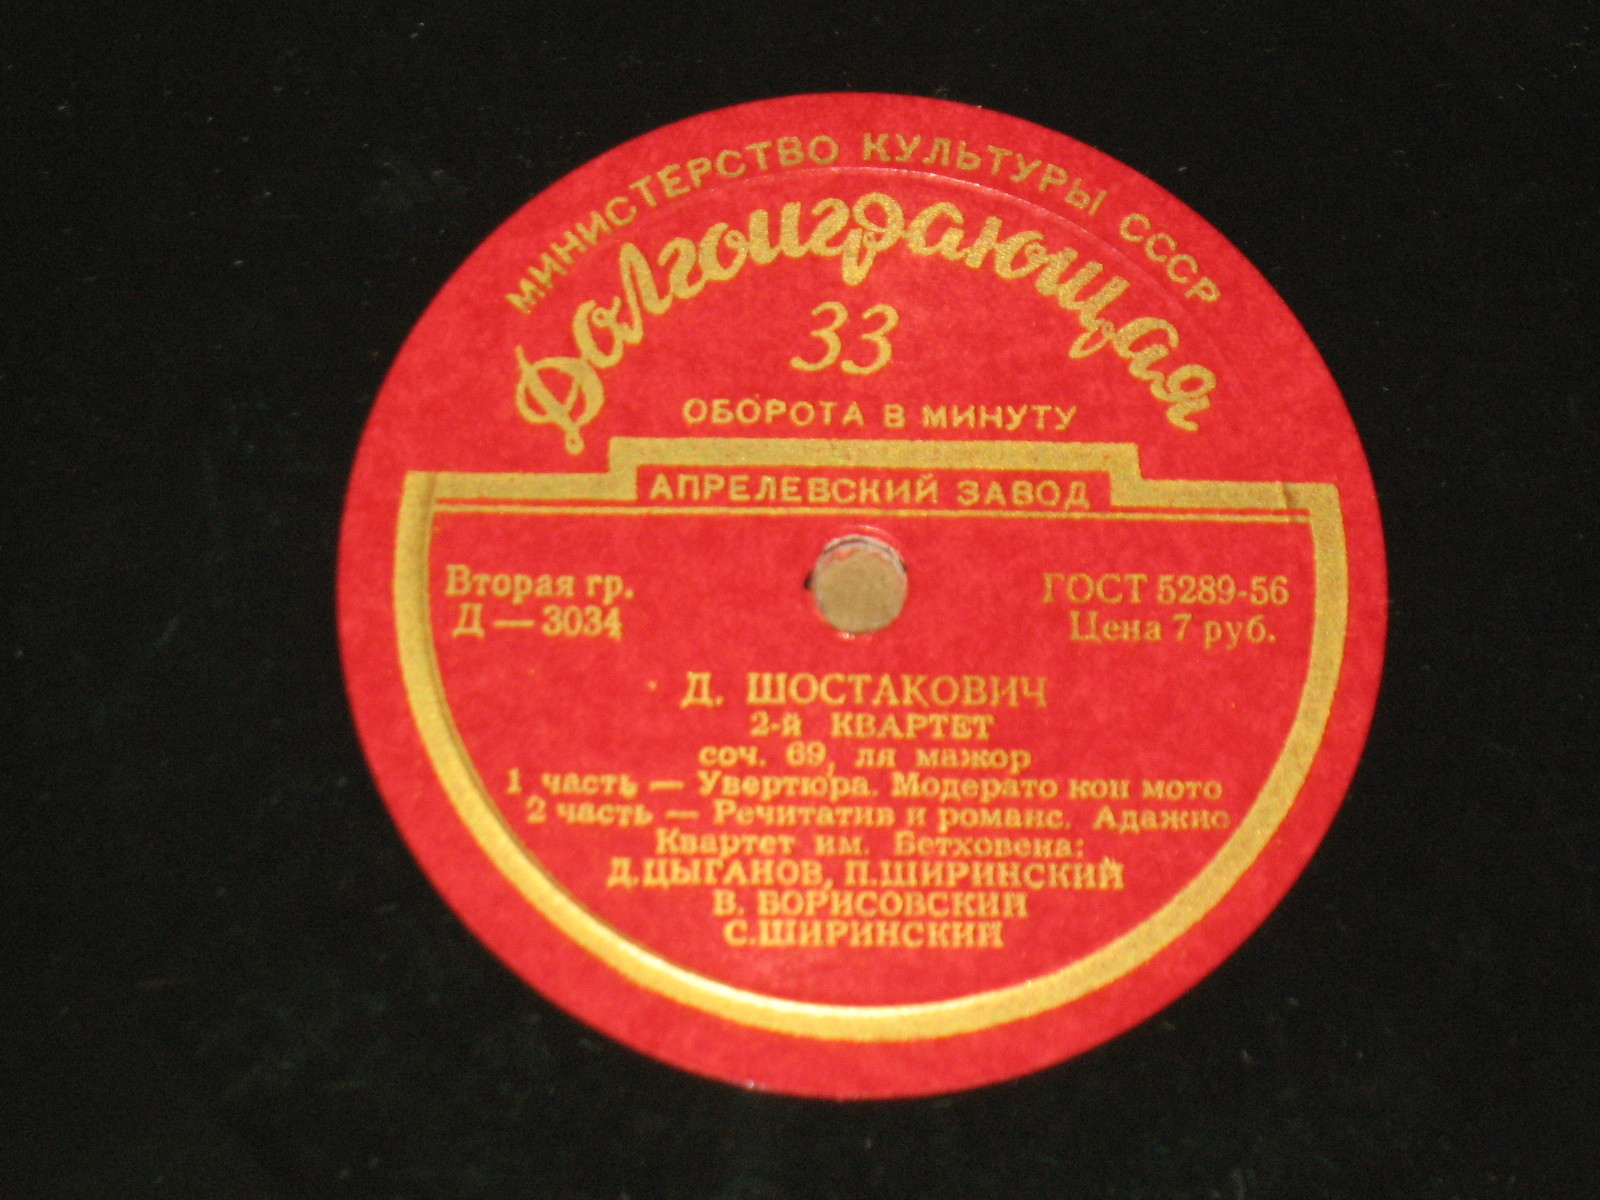 МИНИСТЕРСТВО КУЛЬТУРЫ СССР
Долгоиграющая
33
ОБОРОТА В МИНУТУ
АПРЕЛЕВСКИЙ ЗАВОД
Вторая гр.
Д — 3034
ГОСТ 5289-56
Цена 7 руб.
Д. ШОСТАКОВИЧ
2-й КВАРТЕТ
соч. 69, ля мажор
1 часть — Увертюра. Модерато кон мото
2 часть — Речитатив и романс. Адажио
Квартет им. Бетховена:
Д.ЦЫГАНОВ, П.ШИРИНСКИЙ
В. БОРИСОВСКИЙ
С.ШИРИНСКИЙ